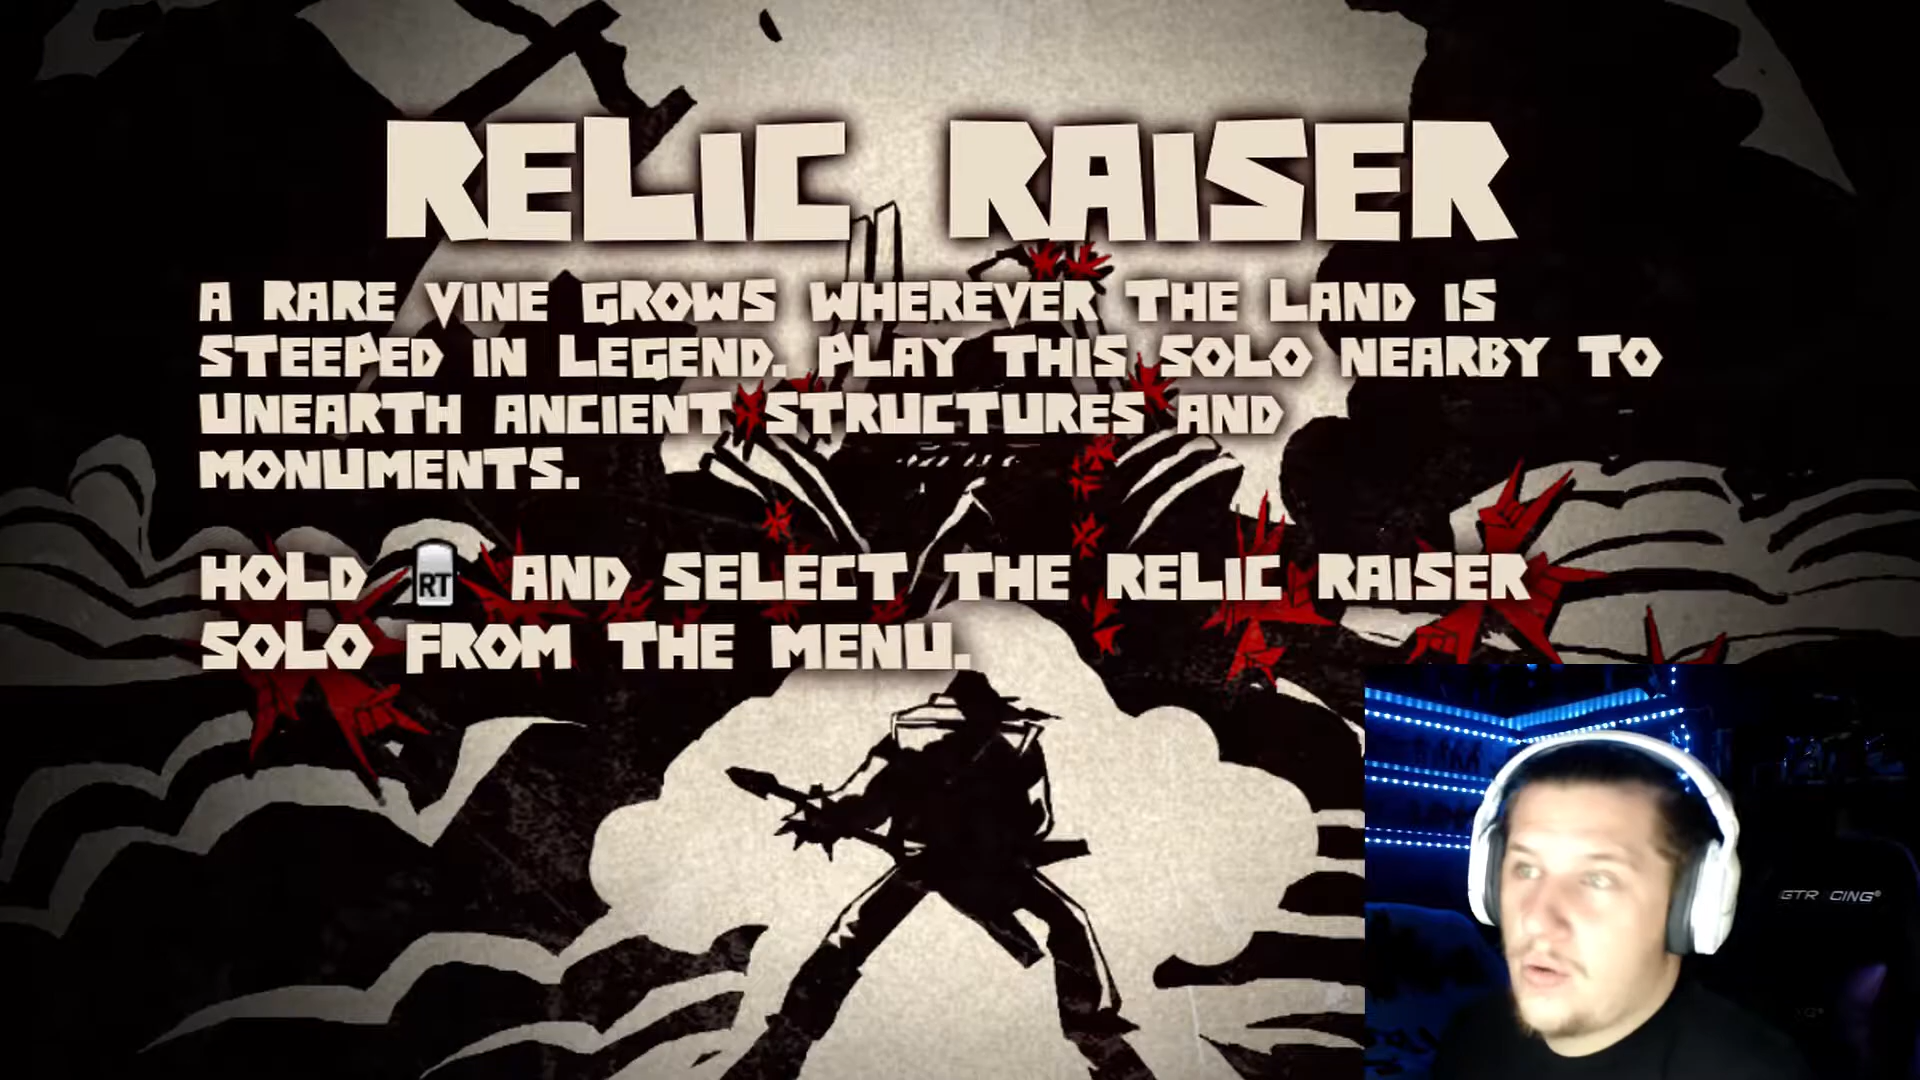 RELIC RAISER
A RARE VINE GROWS WHEREVER THE LAND IS
STEEPED IN LEGEND. PLAY THIS SOLO NEARBY TO
UNEARTH ANCIENT STRUCTURES AND
MONUMENTS.
HOLD RT AND SELECT THE RELIC RAISER
SOLO FROM THE MENU.
GTRACING®